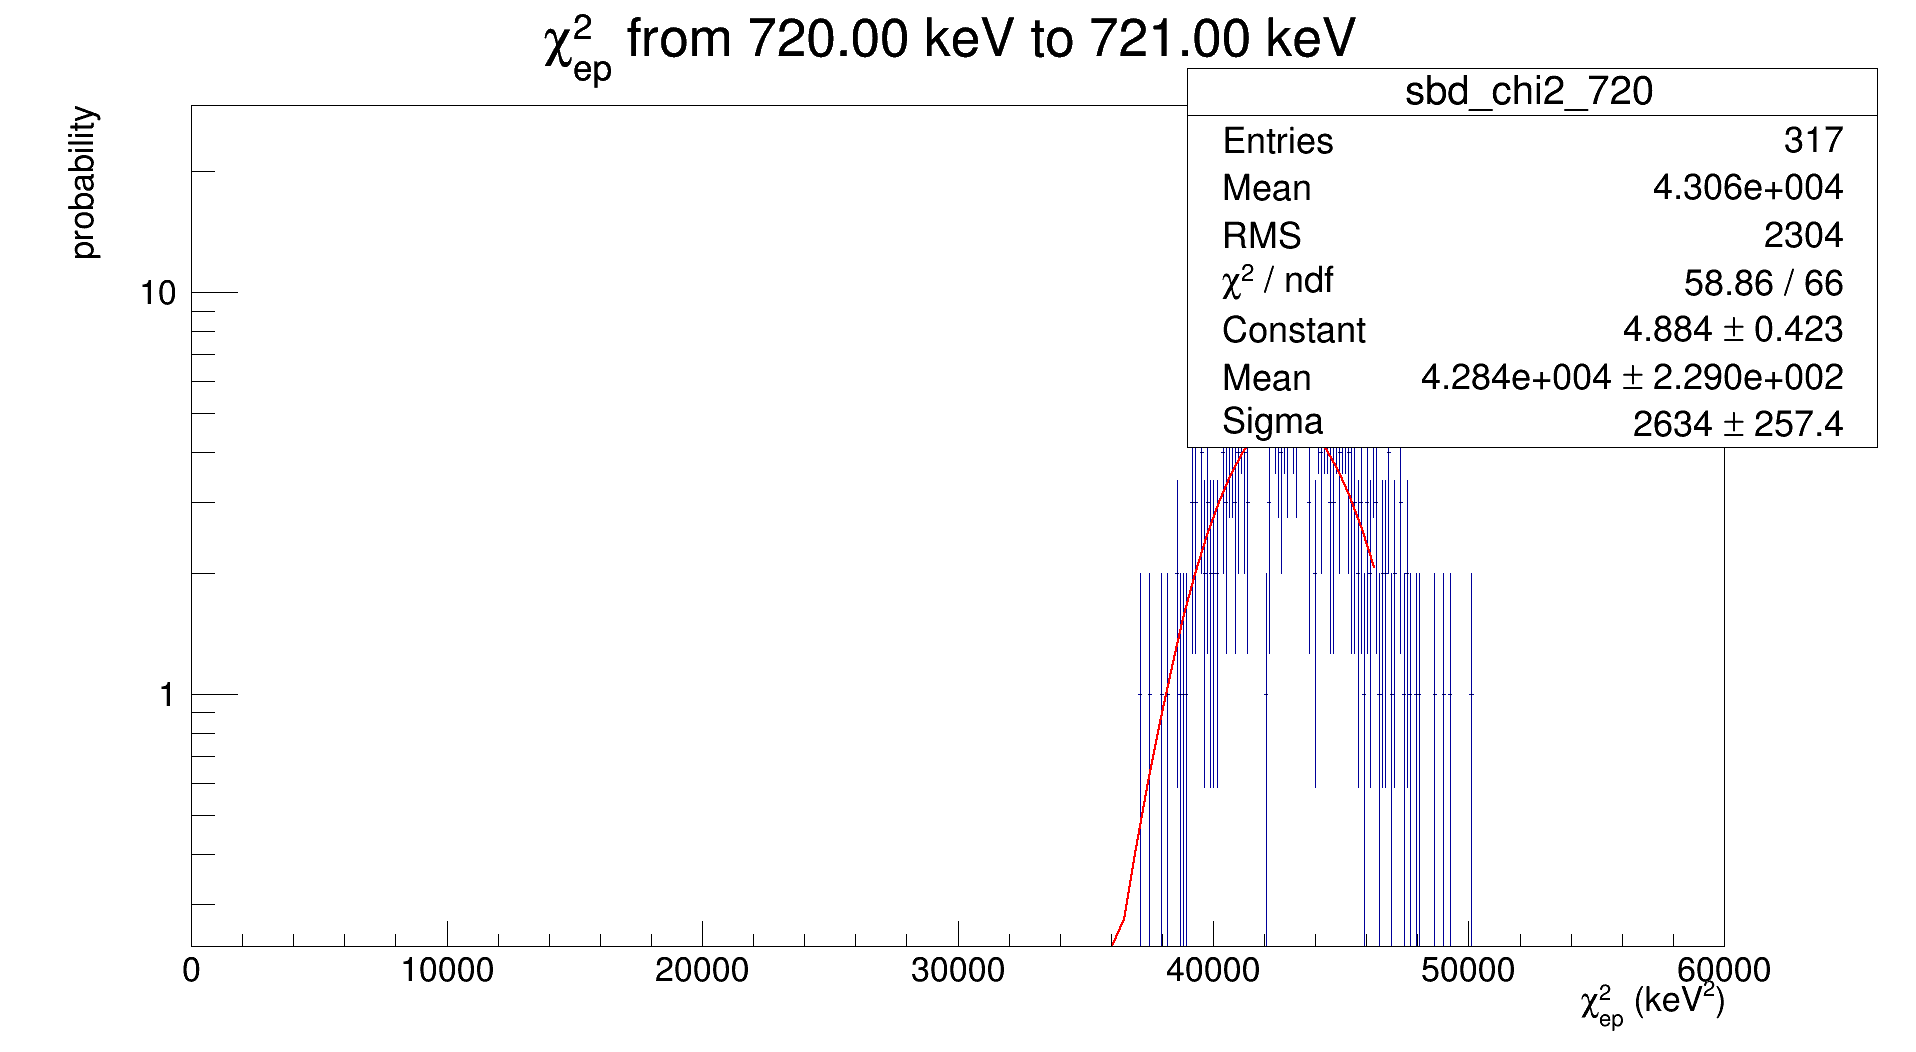 χ²ep from 720.00 keV to 721.00 keV
probability
sbd_chi2_720
Entries 317
Mean 4.306e+004
RMS 2304
χ² / ndf 58.86 / 66
Constant 4.884 ± 0.423
Mean 4.284e+004 ± 2.290e+002
Sigma 2634 ± 257.4
10
1
0 10000 20000 30000 40000 50000 60000
χ²ep (keV²)